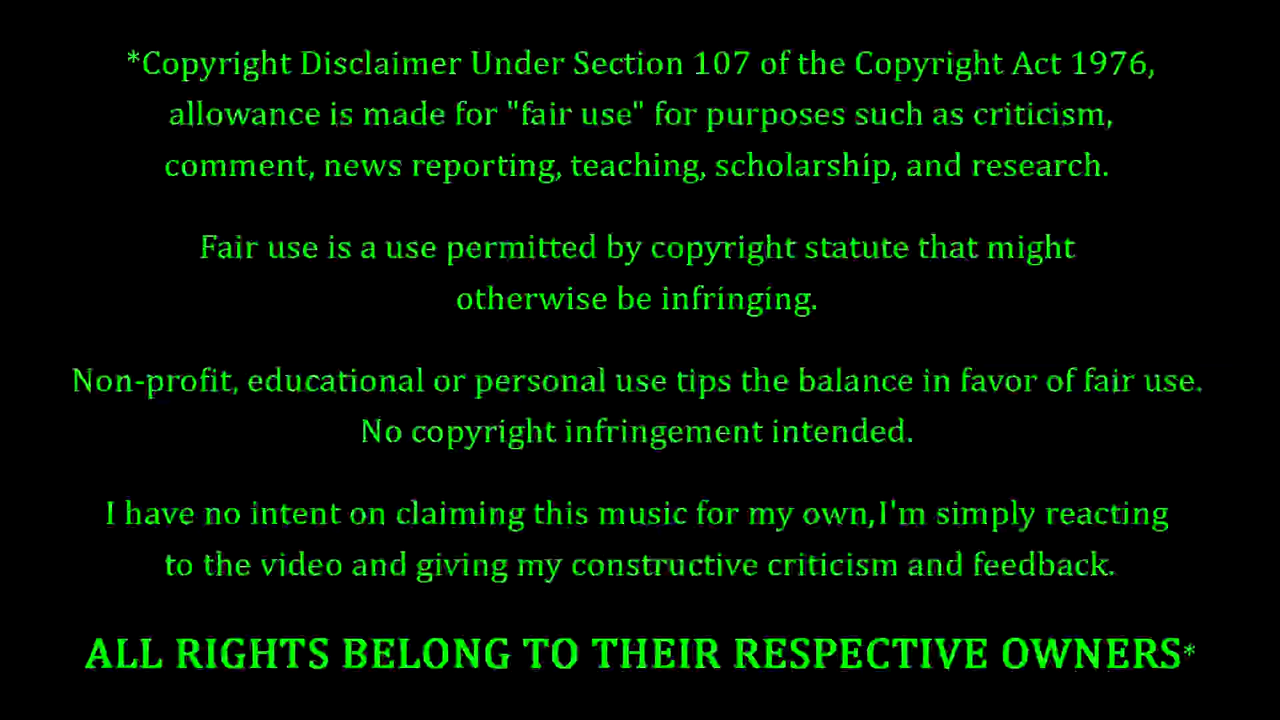 *Copyright Disclaimer Under Section 107 of the Copyright Act 1976,
allowance is made for "fair use" for purposes such as criticism,
comment, news reporting, teaching, scholarship, and research.
Fair use is a use permitted by copyright statute that might
otherwise be infringing.
Non-profit, educational or personal use tips the balance in favor of fair use.
No copyright infringement intended.
I have no intent on claiming this music for my own,I'm simply reacting
to the video and giving my constructive criticism and feedback.
ALL RIGHTS BELONG TO THEIR RESPECTIVE OWNERS*